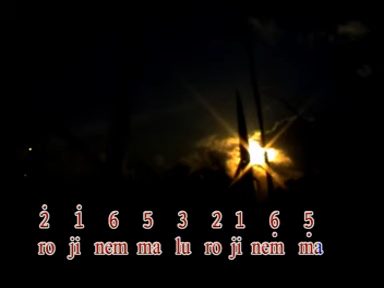 2̇ 1̇ 6 5 3 2 1 6̣ 5̣
ro ji nem ma lu ro ji nem ma